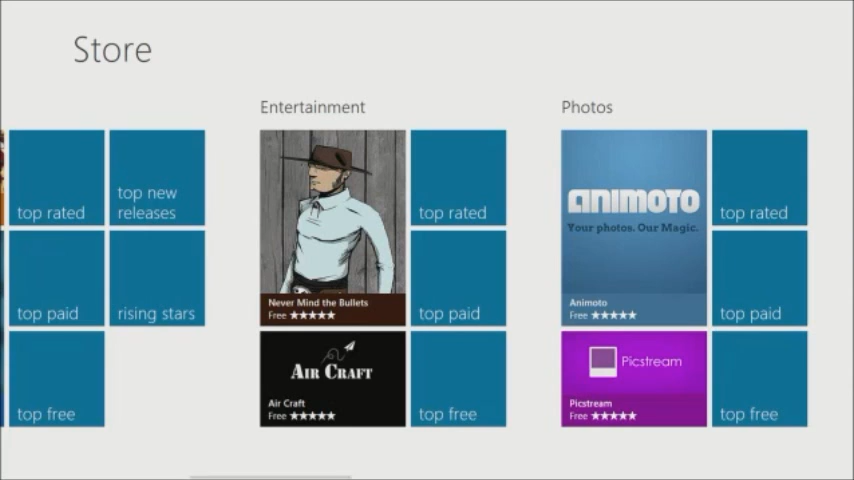 Store
top rated
top new
releases
top paid
rising stars
top free
Entertainment
Never Mind the Bullets
Free
AIR CRAFT
Air Craft
Free
top rated
top paid
top free
Photos
ANIMOTO
Your photos. Our Magic.
Animoto
Free
Picstream
Picstream
Free
top rated
top paid
top free